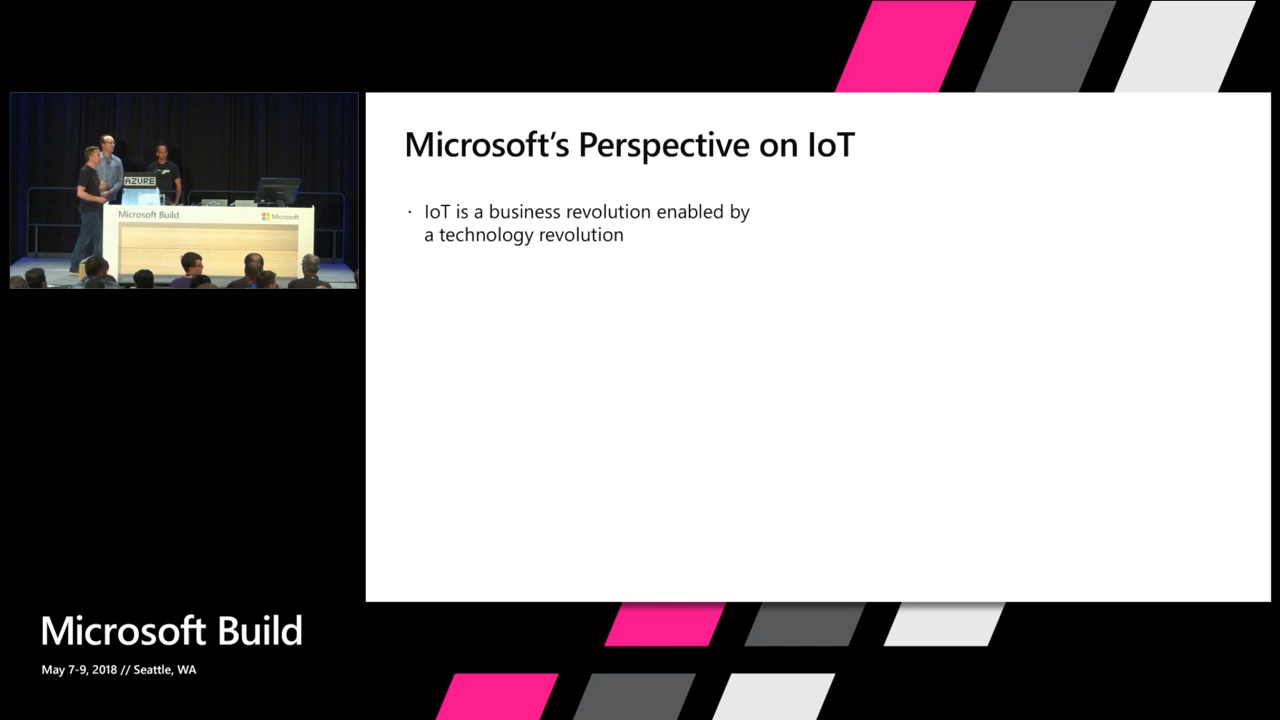 Microsoft's Perspective on IoT
· IoT is a business revolution enabled by
a technology revolution
AZURE
Microsoft Build
Microsoft
Microsoft Build
May 7-9, 2018 // Seattle, WA